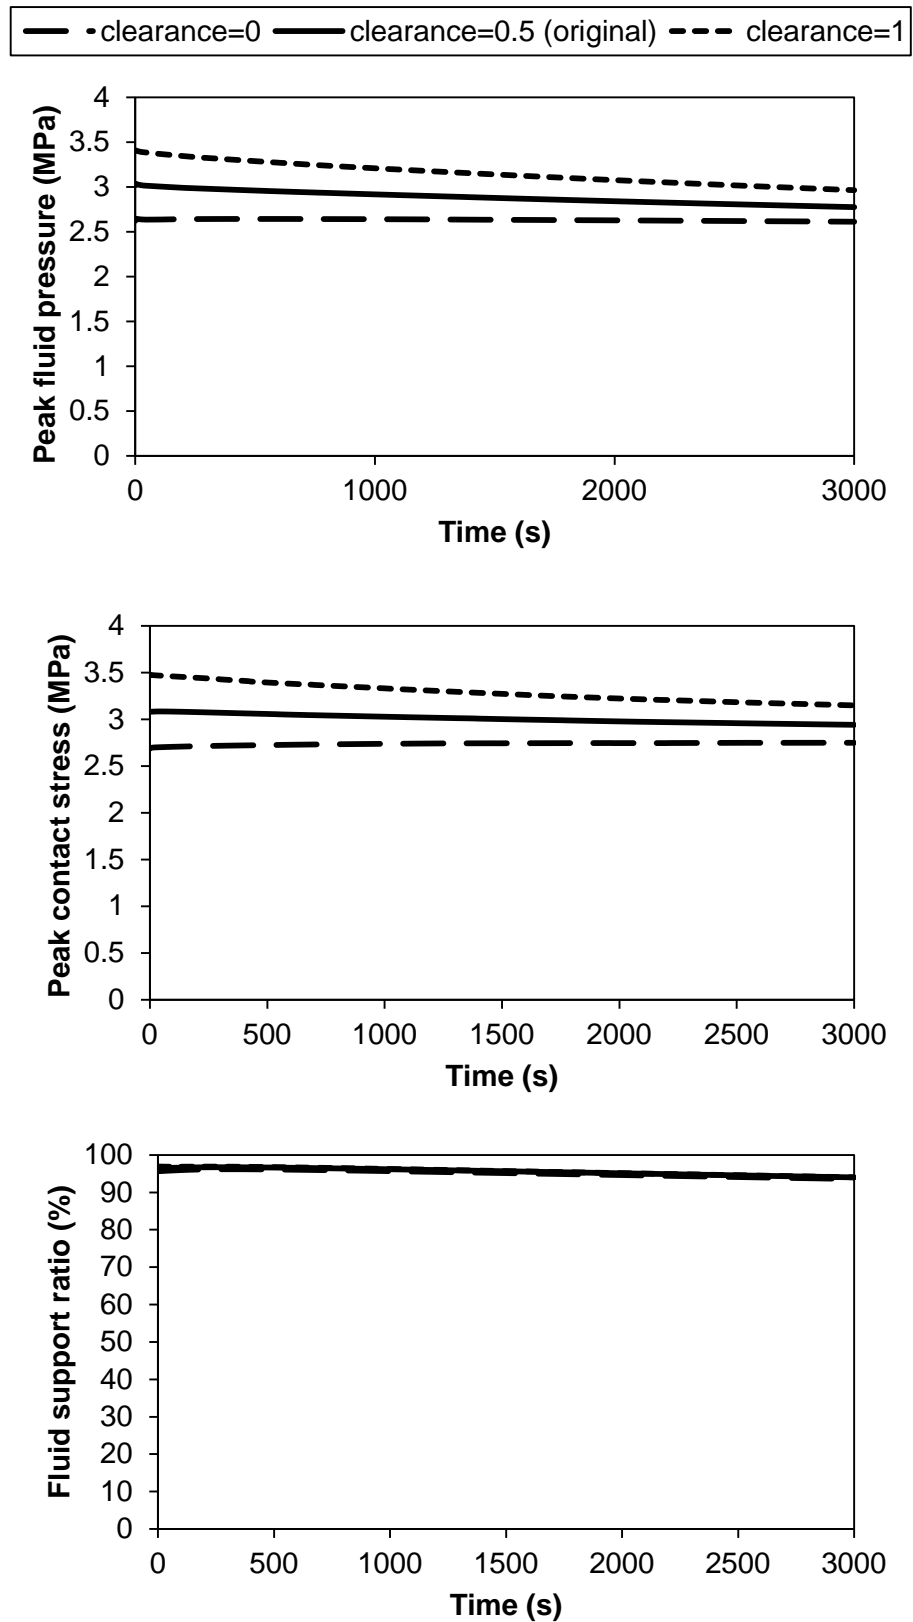 clearance=0 clearance=0.5 (original) clearance=1
Peak fluid pressure (MPa)
4
3.5
3
2.5
2
1.5
1
0.5
0
0 1000 2000 3000
Time (s)
Peak contact stress (MPa)
4
3.5
3
2.5
2
1.5
1
0.5
0
0 500 1000 1500 2000 2500 3000
Time (s)
Fluid support ratio (%)
100
90
80
70
60
50
40
30
20
10
0
0 500 1000 1500 2000 2500 3000
Time (s)